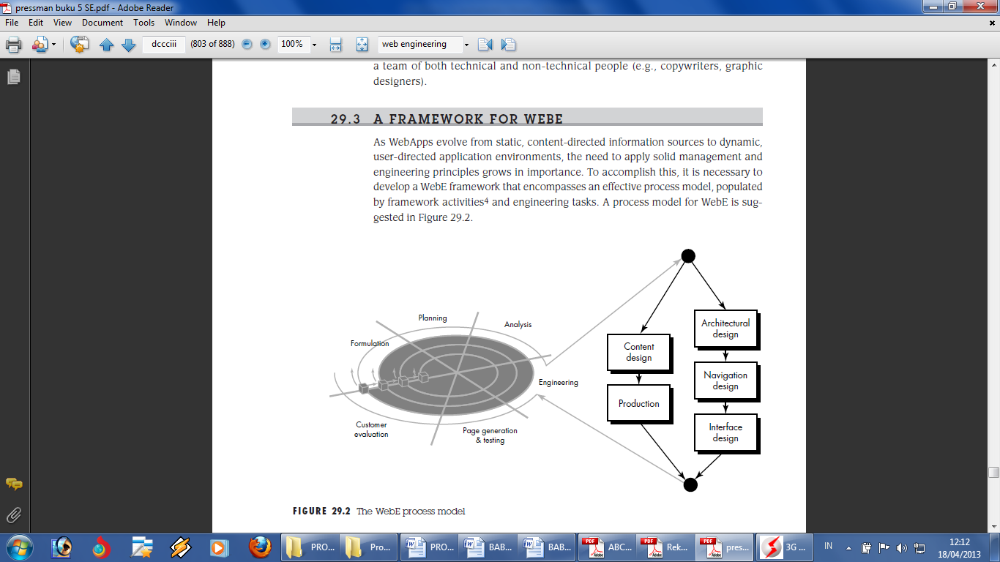 pressman buku 5 SE.pdf - Adobe Reader
File Edit View Document Tools Window Help
dccciii (803 of 888) 100% web engineering
a team of both technical and non-technical people (e.g., copywriters, graphic
designers).
29.3 A FRAMEWORK FOR WEBE
As WebApps evolve from static, content-directed information sources to dynamic,
user-directed application environments, the need to apply solid management and
engineering principles grows in importance. To accomplish this, it is necessary to
develop a WebE framework that encompasses an effective process model, populated
by framework activities4 and engineering tasks. A process model for WebE is sug-
gested in Figure 29.2.
Planning
Analysis
Formulation
Engineering
Customer
evaluation
Page generation
& testing
Content
design
Production
Architectural
design
Navigation
design
Interface
design
FIGURE 29.2 The WebE process model
PRO... Pro... PRO... BAB... BAB... ABC... Rek... pres... 3G ... IN
12:12
18/04/2013